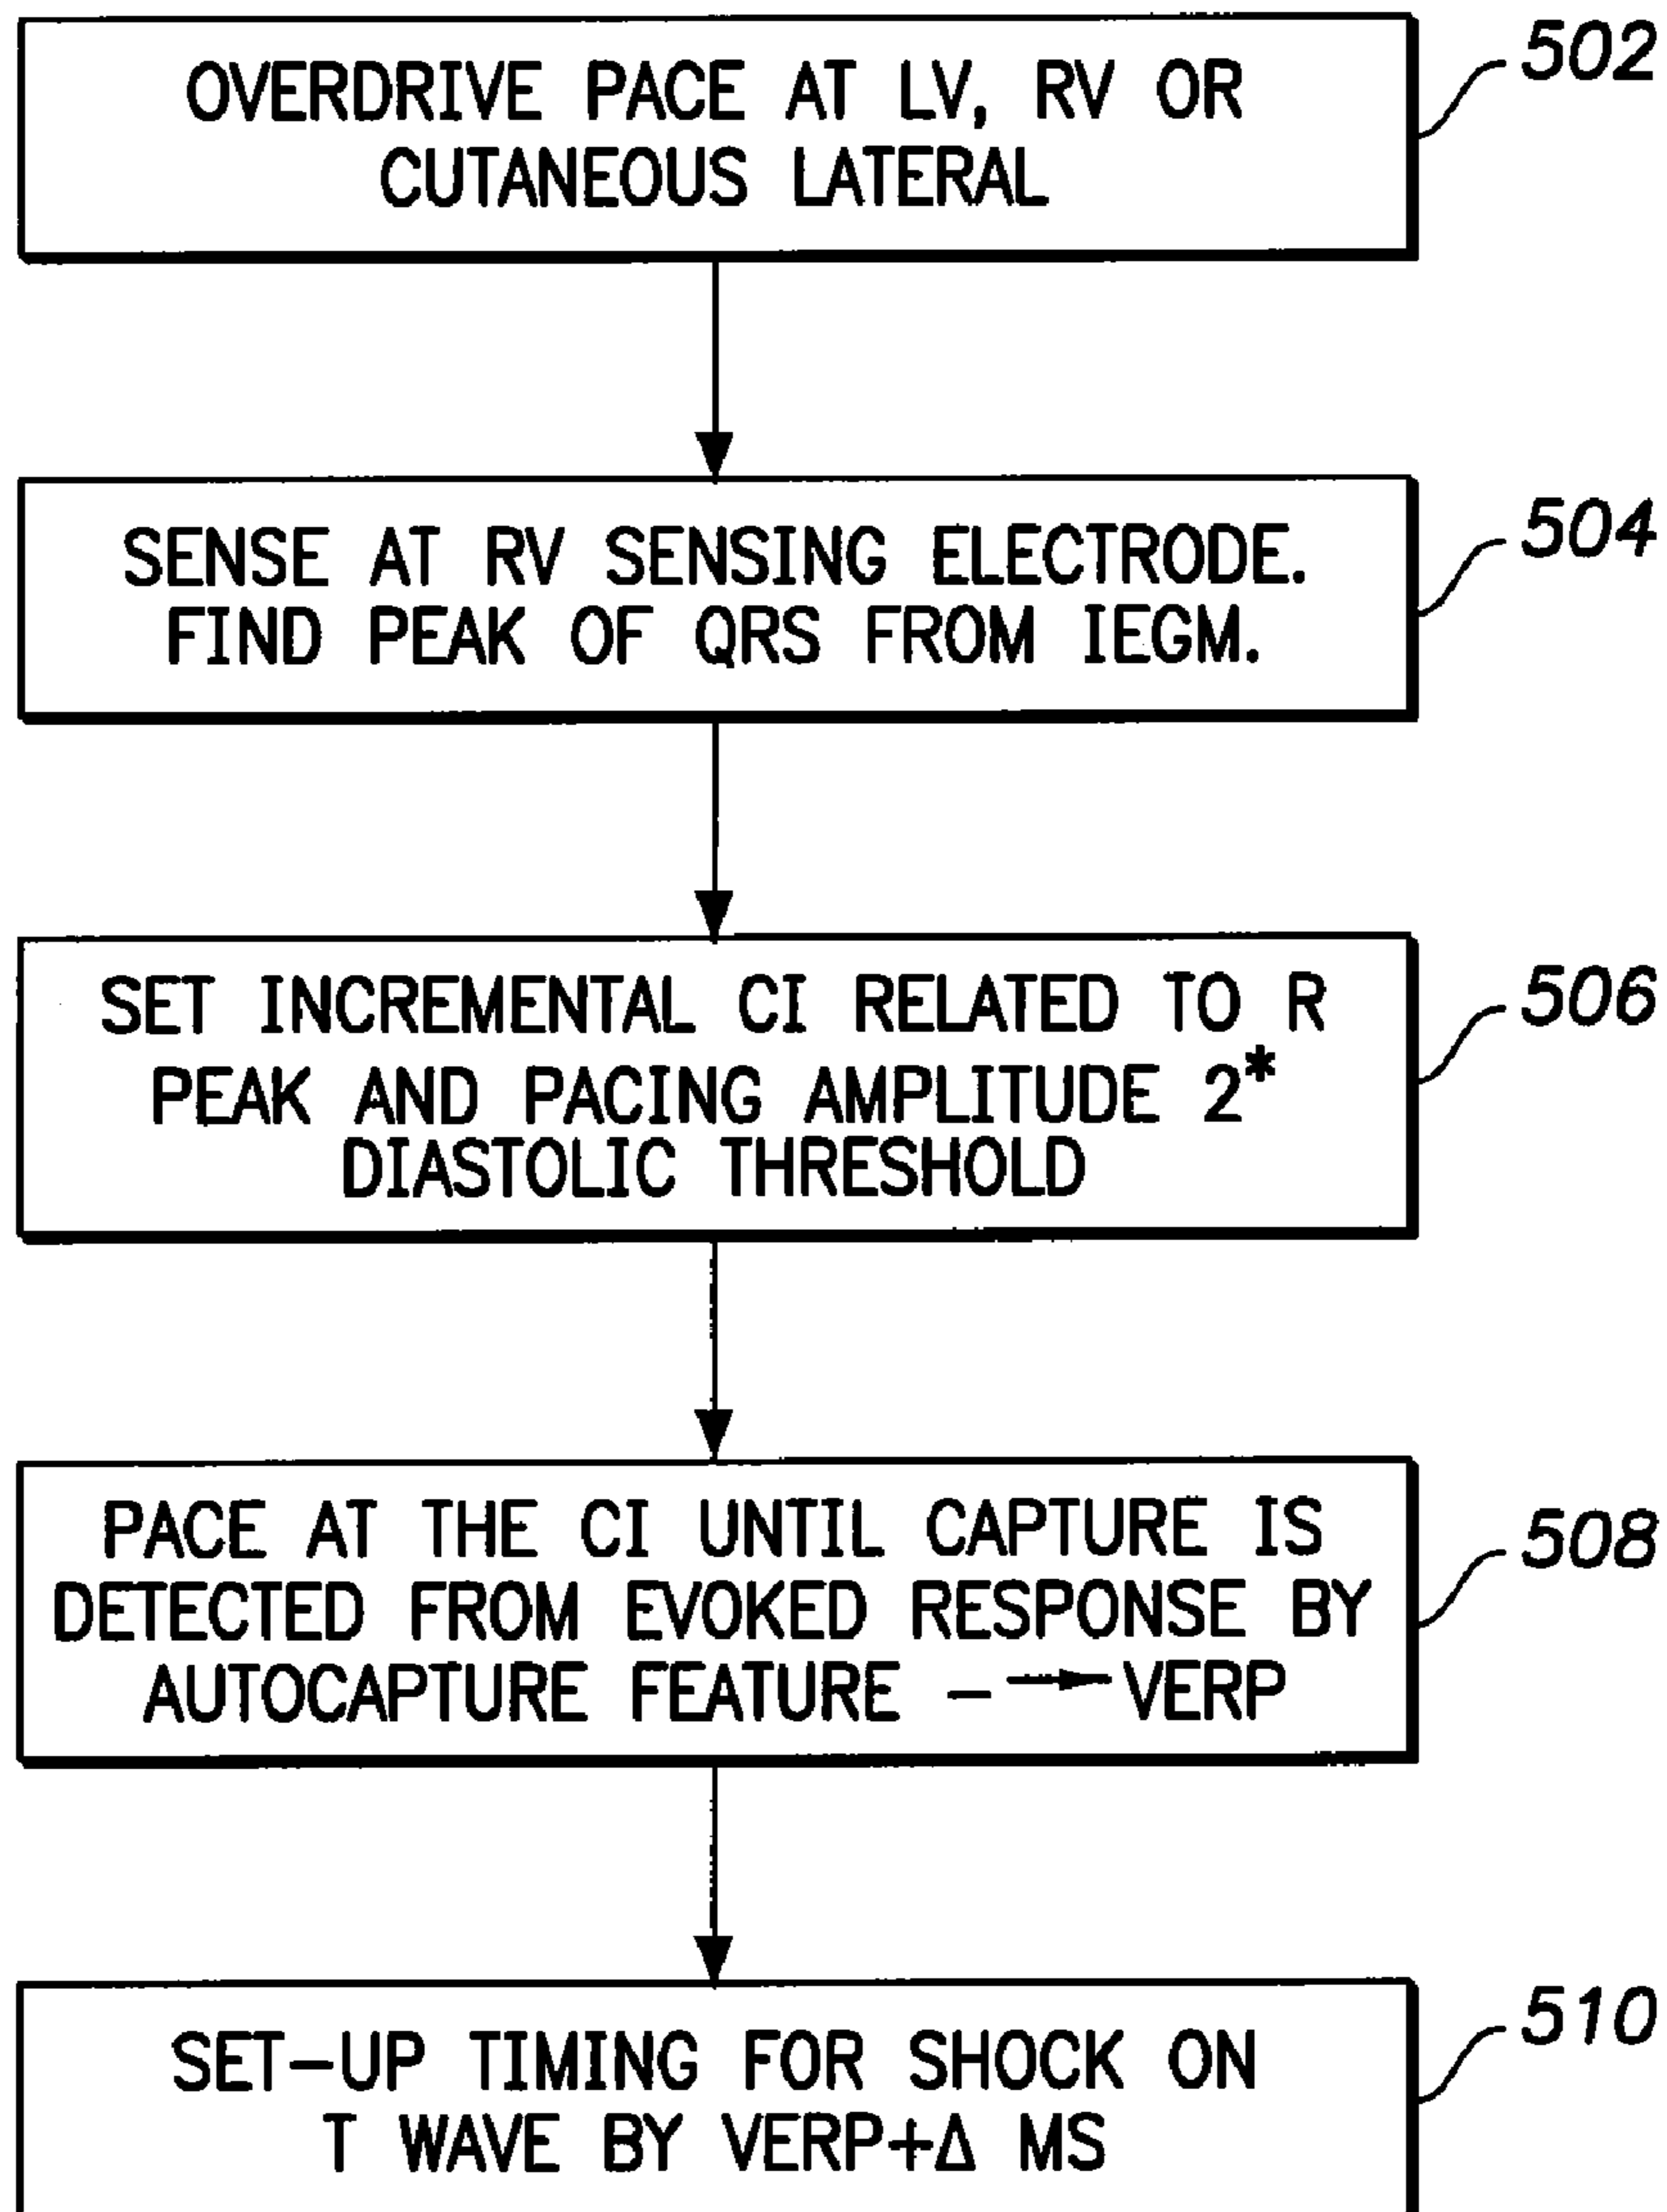 OVERDRIVE PACE AT LV, RV OR
CUTANEOUS LATERAL
502
SENSE AT RV SENSING ELECTRODE.
FIND PEAK OF QRS FROM IEGM.
504
SET INCREMENTAL CI RELATED TO R
PEAK AND PACING AMPLITUDE 2*
DIASTOLIC THRESHOLD
506
PACE AT THE CI UNTIL CAPTURE IS
DETECTED FROM EVOKED RESPONSE BY
AUTOCAPTURE FEATURE – → VERP
508
SET-UP TIMING FOR SHOCK ON
T WAVE BY VERP+Δ MS
510